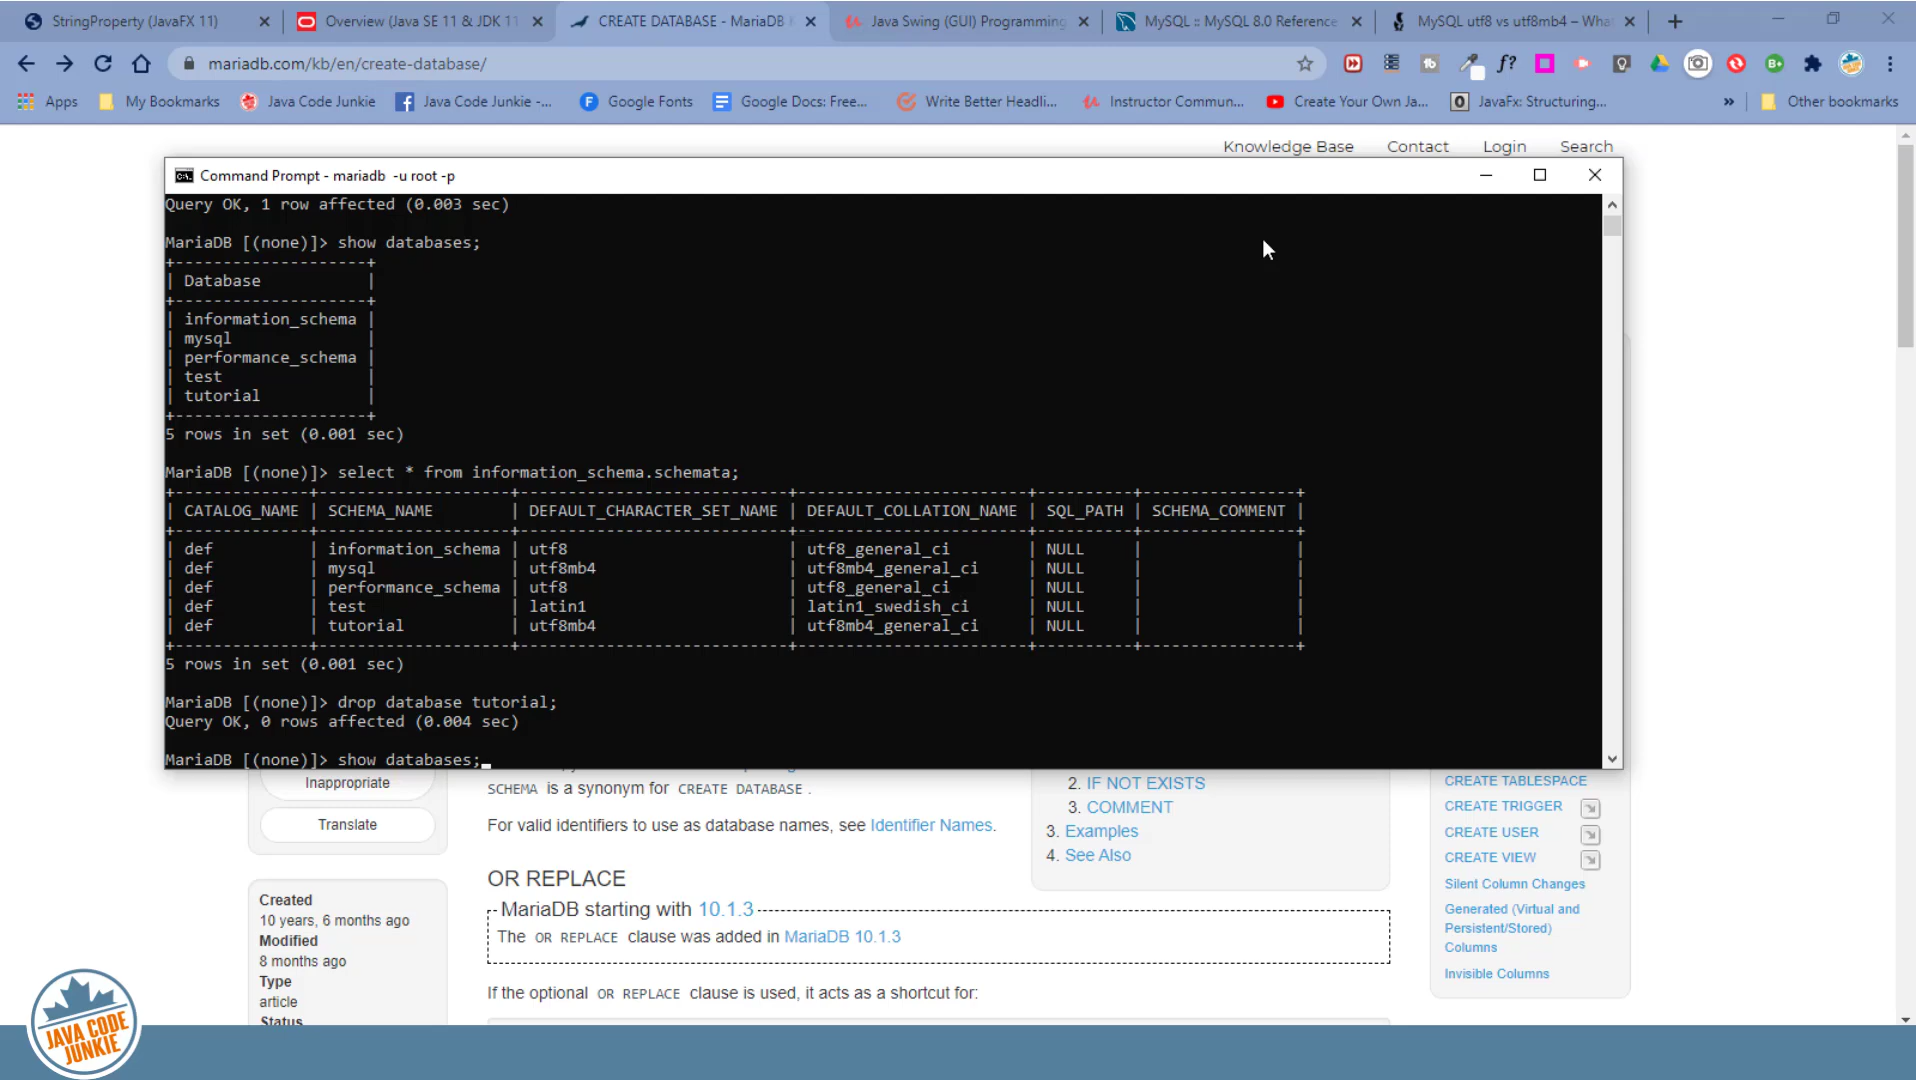 StringProperty (JavaFX 11)
Overview (Java SE 11 & JDK 11
CREATE DATABASE - MariaDB
Java Swing (GUI) Programming
MySQL :: MySQL 8.0 Reference
MySQL utf8 vs utf8mb4 – What
mariadb.com/kb/en/create-database/
Apps
My Bookmarks
Java Code Junkie
Java Code Junkie -...
Google Fonts
Google Docs: Free...
Write Better Headli...
Instructor Commun...
Create Your Own Ja...
JavaFx: Structuring...
Other bookmarks
Knowledge Base Contact Login Search
Command Prompt - mariadb -u root -p
Query OK, 1 row affected (0.003 sec)
MariaDB [(none)]> show databases;
+--------------------+
| Database           |
+--------------------+
| information_schema |
| mysql              |
| performance_schema |
| test               |
| tutorial           |
+--------------------+
5 rows in set (0.001 sec)
MariaDB [(none)]> select * from information_schema.schemata;
+--------------+--------------------+----------------------------+------------------------+----------+----------------+
| CATALOG_NAME | SCHEMA_NAME        | DEFAULT_CHARACTER_SET_NAME | DEFAULT_COLLATION_NAME | SQL_PATH | SCHEMA_COMMENT |
+--------------+--------------------+----------------------------+------------------------+----------+----------------+
| def          | information_schema | utf8                       | utf8_general_ci        | NULL     |                |
| def          | mysql              | utf8mb4                    | utf8mb4_general_ci     | NULL     |                |
| def          | performance_schema | utf8                       | utf8_general_ci        | NULL     |                |
| def          | test               | latin1                     | latin1_swedish_ci      | NULL     |                |
| def          | tutorial           | utf8mb4                    | utf8mb4_general_ci     | NULL     |                |
+--------------+--------------------+----------------------------+------------------------+----------+----------------+
5 rows in set (0.001 sec)
MariaDB [(none)]> drop database tutorial;
Query OK, 0 rows affected (0.004 sec)
MariaDB [(none)]> show databases;
Inappropriate
Translate
Created
10 years, 6 months ago
Modified
8 months ago
Type
article
Status
SCHEMA is a synonym for CREATE DATABASE .
For valid identifiers to use as database names, see Identifier Names.
OR REPLACE
MariaDB starting with 10.1.3
The OR REPLACE clause was added in MariaDB 10.1.3
If the optional OR REPLACE clause is used, it acts as a shortcut for:
2. IF NOT EXISTS
3. COMMENT
3. Examples
4. See Also
CREATE TABLESPACE
CREATE TRIGGER
CREATE USER
CREATE VIEW
Silent Column Changes
Generated (Virtual and
Persistent/Stored)
Columns
Invisible Columns
JAVA CODE
JUNKIE